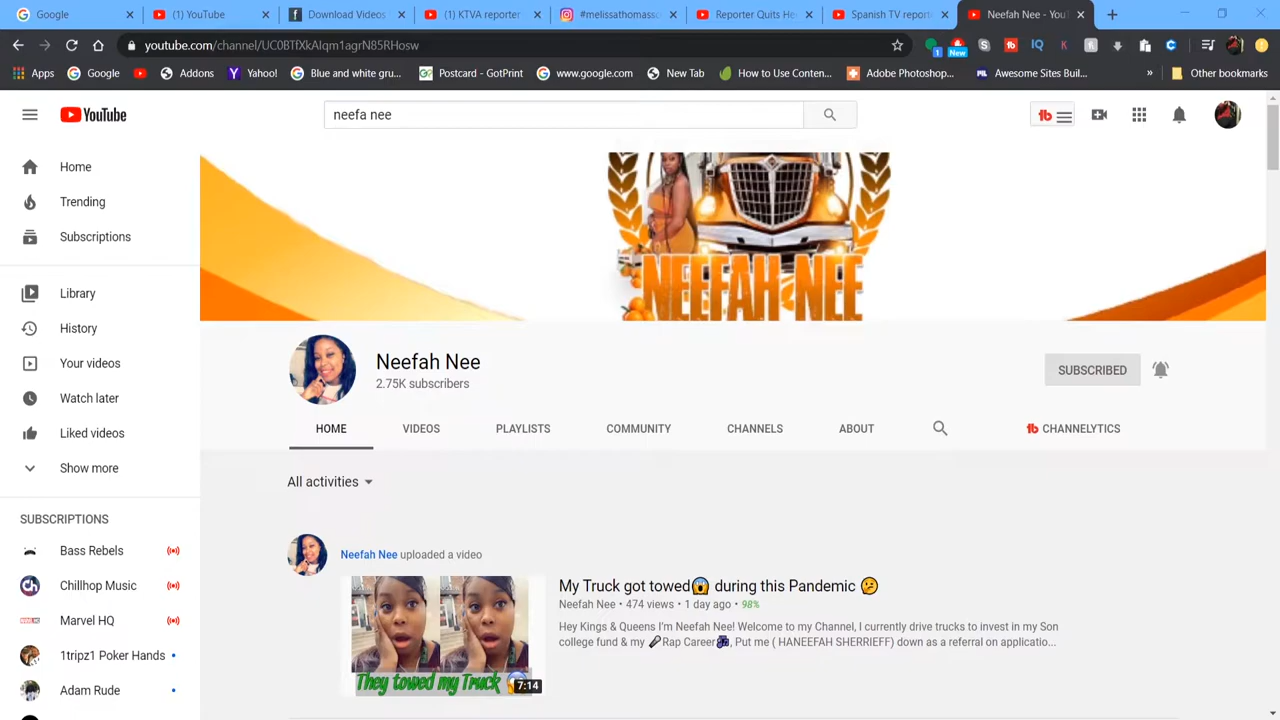 Google
(1) YouTube
Download Videos
(1) KTVA reporter
#melissathomasso
Reporter Quits He
Spanish TV reporte
Neefah Nee - You
youtube.com/channel/UC0BTfXkAIqm1agrN85RHosw
1
New
IQ
K
Apps
Google
Addons
Yahoo!
Blue and white gru...
Postcard - GotPrint
www.google.com
New Tab
How to Use Conten...
Adobe Photoshop...
Awesome Sites Buil...
»
Other bookmarks
YouTube
neefa nee
Home
Trending
Subscriptions
Library
History
Your videos
Watch later
Liked videos
Show more
SUBSCRIPTIONS
Bass Rebels
Chillhop Music
Marvel HQ
1tripz1 Poker Hands
Adam Rude
NEEFAH NEE
Neefah Nee
2.75K subscribers
SUBSCRIBED
HOME
VIDEOS
PLAYLISTS
COMMUNITY
CHANNELS
ABOUT
CHANNELYTICS
All activities
Neefah Nee uploaded a video
They towed my Truck
7:14
My Truck got towed😱 during this Pandemic 🤔
Neefah Nee • 474 views • 1 day ago • 98%
Hey Kings & Queens I'm Neefah Nee! Welcome to my Channel, I currently drive trucks to invest in my Son
college fund & my 🎤Rap Career🎶, Put me ( HANEEFAH SHERRIEFF) down as a referral on applicatio...